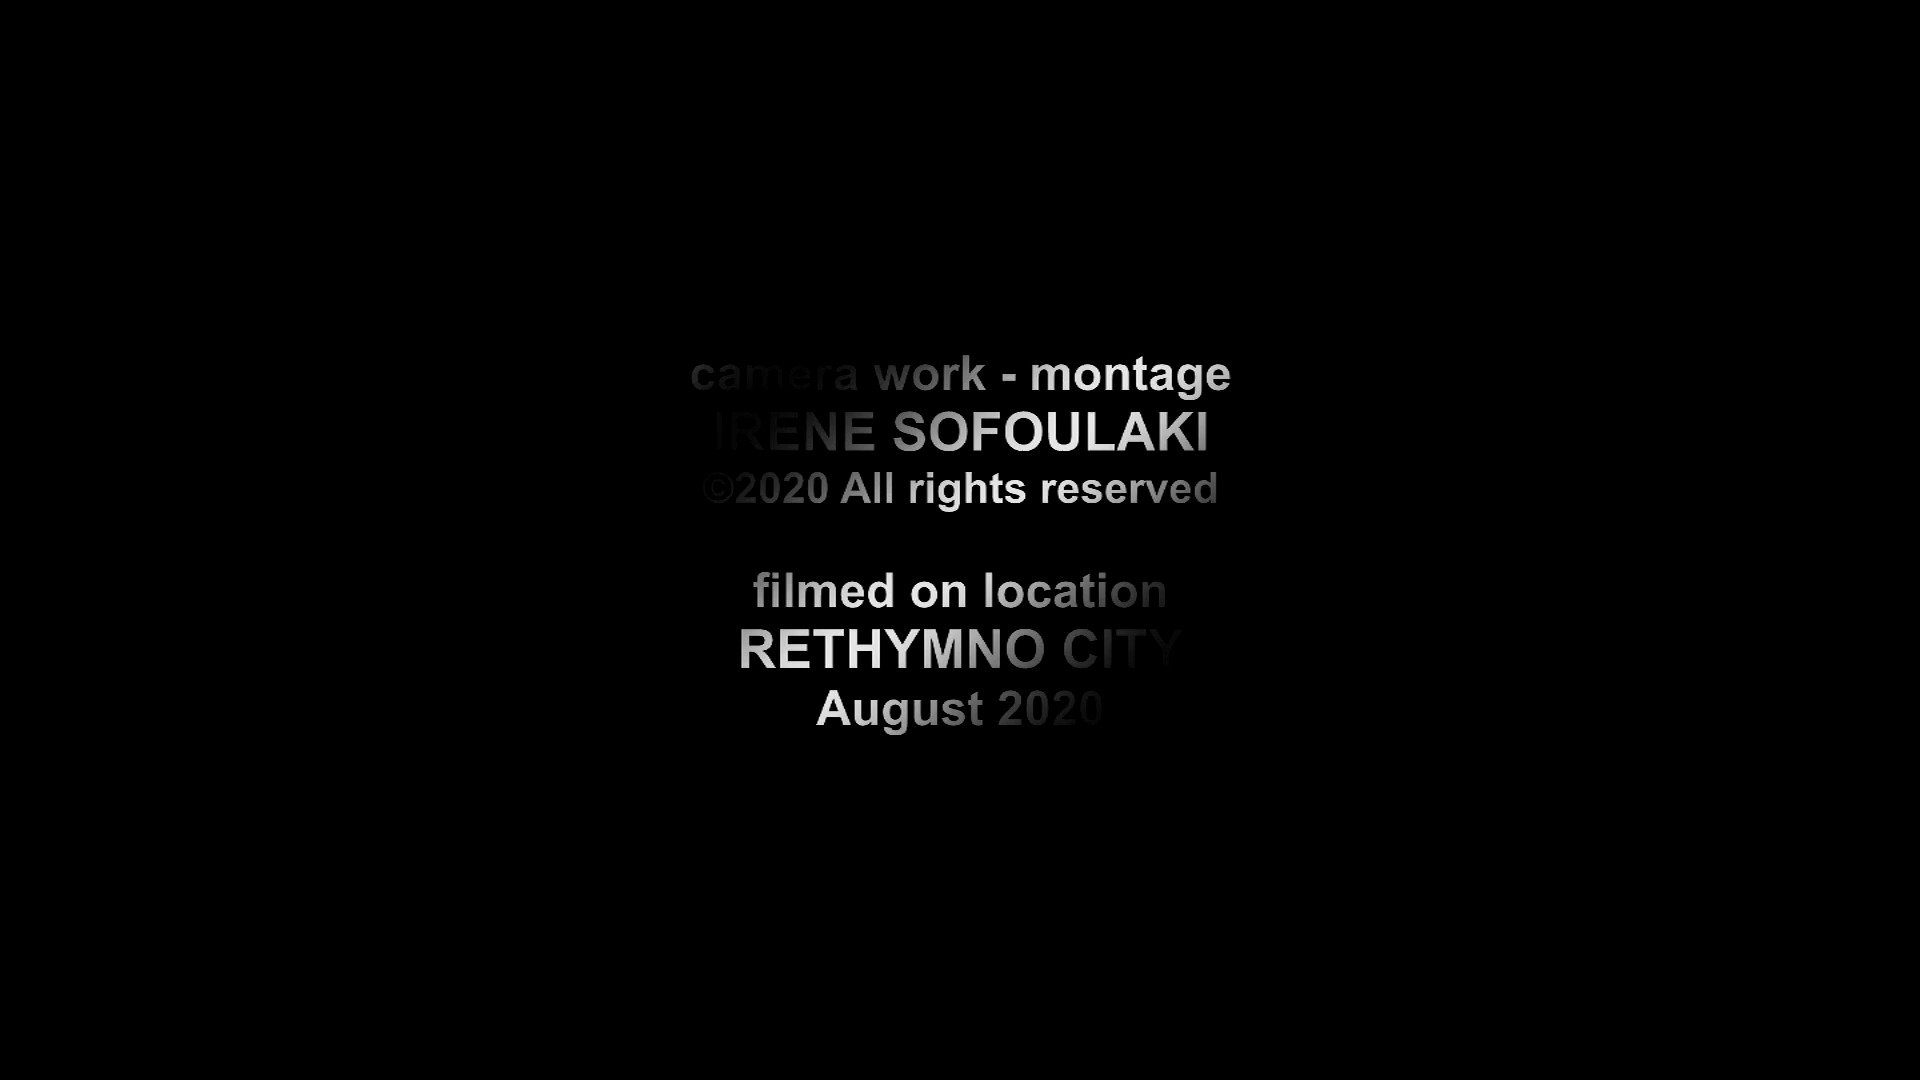 camera work - montage
IRENE SOFOULAKI
©2020 All rights reserved
filmed on location
RETHYMNO CITY
August 2020